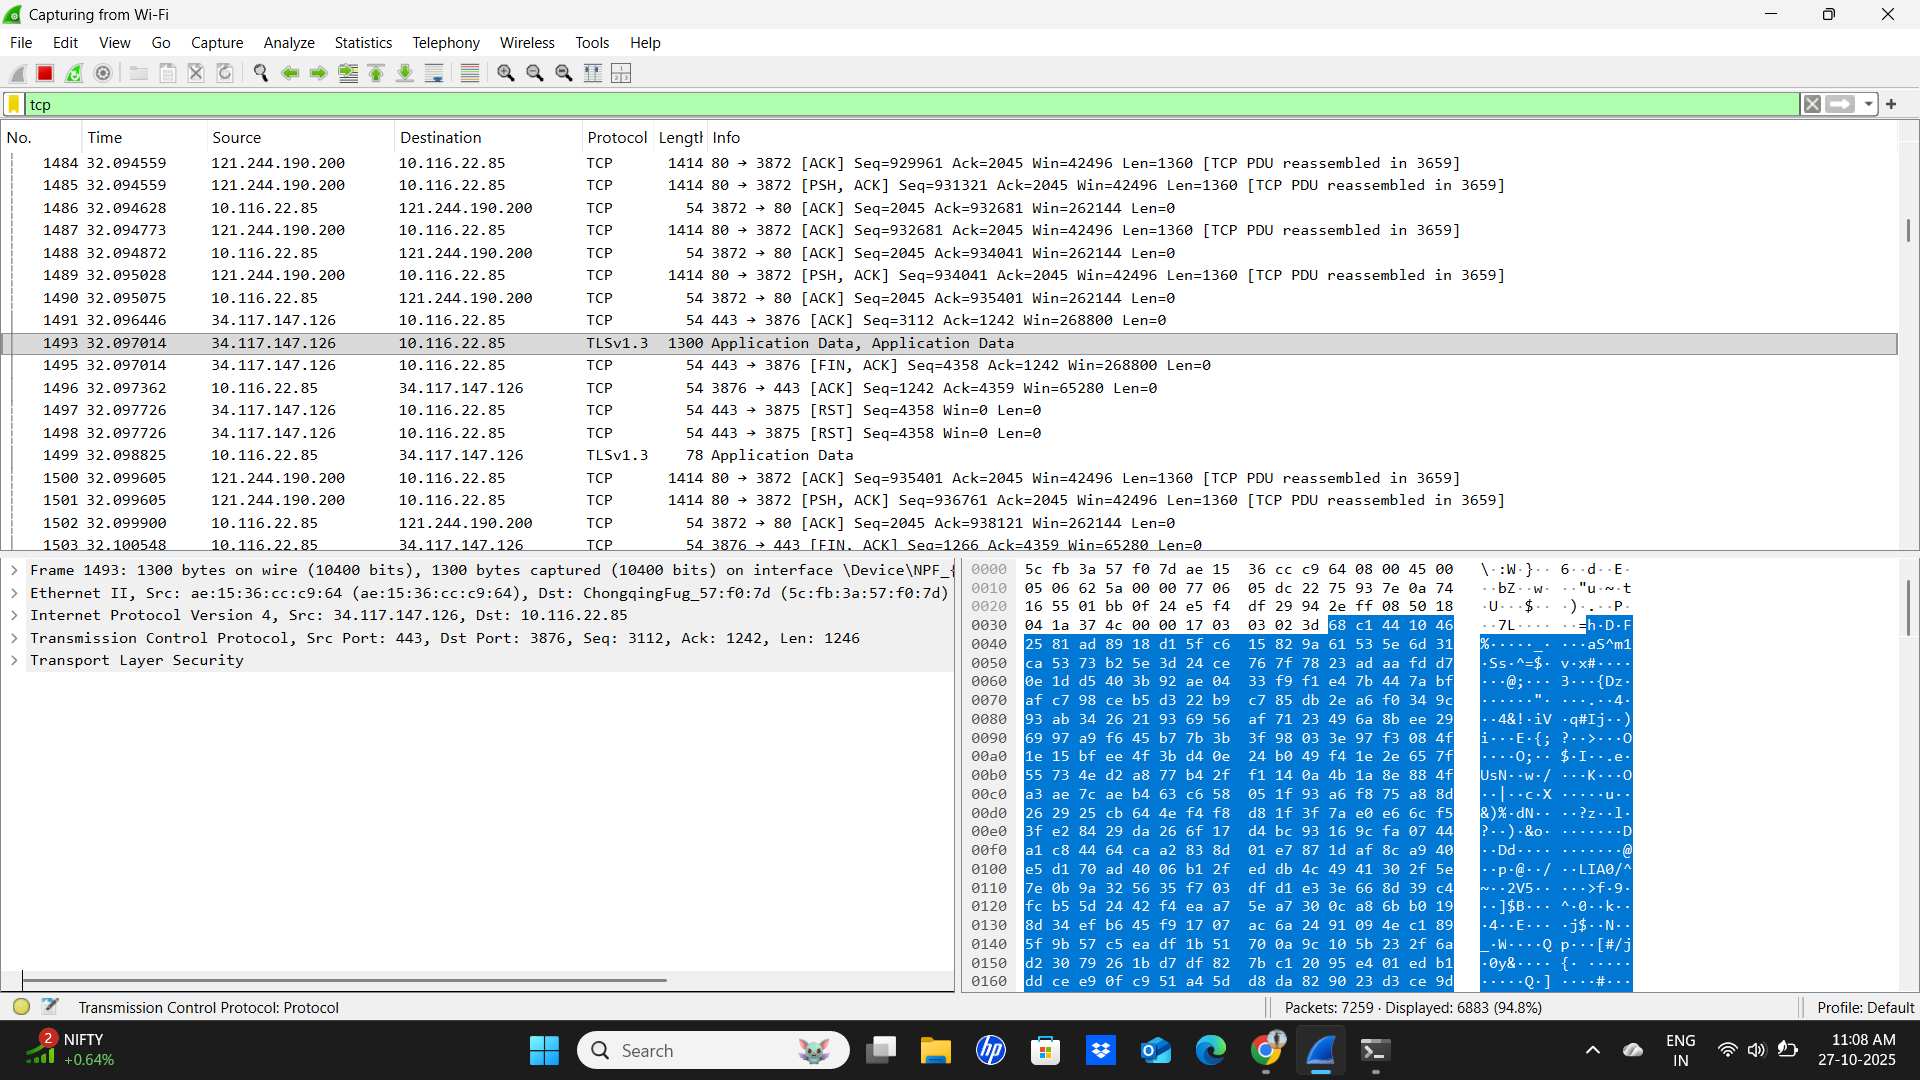 Capturing from Wi-Fi
File Edit View Go Capture Analyze Statistics Telephony Wireless Tools Help
tcp
No. Time Source Destination Protocol Length Info
1484 32.094559 121.244.190.200 10.116.22.85 TCP 1414 80 → 3872 [ACK] Seq=929961 Ack=2045 Win=42496 Len=1360 [TCP PDU reassembled in 3659]
1485 32.094559 121.244.190.200 10.116.22.85 TCP 1414 80 → 3872 [PSH, ACK] Seq=931321 Ack=2045 Win=42496 Len=1360 [TCP PDU reassembled in 3659]
1486 32.094628 10.116.22.85 121.244.190.200 TCP 54 3872 → 80 [ACK] Seq=2045 Ack=932681 Win=262144 Len=0
1487 32.094773 121.244.190.200 10.116.22.85 TCP 1414 80 → 3872 [ACK] Seq=932681 Ack=2045 Win=42496 Len=1360 [TCP PDU reassembled in 3659]
1488 32.094872 10.116.22.85 121.244.190.200 TCP 54 3872 → 80 [ACK] Seq=2045 Ack=934041 Win=262144 Len=0
1489 32.095028 121.244.190.200 10.116.22.85 TCP 1414 80 → 3872 [PSH, ACK] Seq=934041 Ack=2045 Win=42496 Len=1360 [TCP PDU reassembled in 3659]
1490 32.095075 10.116.22.85 121.244.190.200 TCP 54 3872 → 80 [ACK] Seq=2045 Ack=935401 Win=262144 Len=0
1491 32.096446 34.117.147.126 10.116.22.85 TCP 54 443 → 3876 [ACK] Seq=3112 Ack=1242 Win=268800 Len=0
1493 32.097014 34.117.147.126 10.116.22.85 TLSv1.3 1300 Application Data, Application Data
1495 32.097014 34.117.147.126 10.116.22.85 TCP 54 443 → 3876 [FIN, ACK] Seq=4358 Ack=1242 Win=268800 Len=0
1496 32.097362 10.116.22.85 34.117.147.126 TCP 54 3876 → 443 [ACK] Seq=1242 Ack=4359 Win=65280 Len=0
1497 32.097726 34.117.147.126 10.116.22.85 TCP 54 443 → 3875 [RST] Seq=4358 Win=0 Len=0
1498 32.097726 34.117.147.126 10.116.22.85 TCP 54 443 → 3875 [RST] Seq=4358 Win=0 Len=0
1499 32.098825 10.116.22.85 34.117.147.126 TLSv1.3 78 Application Data
1500 32.099605 121.244.190.200 10.116.22.85 TCP 1414 80 → 3872 [ACK] Seq=935401 Ack=2045 Win=42496 Len=1360 [TCP PDU reassembled in 3659]
1501 32.099605 121.244.190.200 10.116.22.85 TCP 1414 80 → 3872 [PSH, ACK] Seq=936761 Ack=2045 Win=42496 Len=1360 [TCP PDU reassembled in 3659]
1502 32.099900 10.116.22.85 121.244.190.200 TCP 54 3872 → 80 [ACK] Seq=2045 Ack=938121 Win=262144 Len=0
1503 32.100548 10.116.22.85 34.117.147.126 TCP 54 3876 → 443 [FIN, ACK] Seq=1266 Ack=4359 Win=65280 Len=0
Frame 1493: 1300 bytes on wire (10400 bits), 1300 bytes captured (10400 bits) on interface \Device\NPF_{
Ethernet II, Src: ae:15:36:cc:c9:64 (ae:15:36:cc:c9:64), Dst: ChongqingFug_57:f0:7d (5c:fb:3a:57:f0:7d)
Internet Protocol Version 4, Src: 34.117.147.126, Dst: 10.116.22.85
Transmission Control Protocol, Src Port: 443, Dst Port: 3876, Seq: 3112, Ack: 1242, Len: 1246
Transport Layer Security
0000 5c fb 3a 57 f0 7d ae 15 36 cc c9 64 08 00 45 00 \·:W·}·· 6··d··E·
0010 05 06 62 5a 00 00 77 06 05 dc 22 75 93 7e 0a 74 ··bZ··w· ··"u·~·t
0020 16 55 01 bb 0f 24 e5 f4 df 29 94 2e ff 08 50 18 ·U···$·· ·)·.··P·
0030 04 1a 37 4c 00 00 17 03 03 02 3d 68 c1 44 10 46 ··7L···· ··=h·D·F
0040 25 81 ad 89 18 d1 5f c6 15 82 9a 61 53 5e 6d 31 %·····_· ···aS^m1
0050 ca 53 73 b2 5e 3d 24 ce 76 7f 78 23 ad aa fd d7 ·Ss·^=$· v·x#····
0060 0e 1d d5 40 3b 92 ae 04 33 f9 f1 e4 7b 44 7a bf ···@;··· 3···{Dz·
0070 af c7 98 ce b5 d3 22 b9 c7 85 db 2e a6 f0 34 9c ······"· ···.··4·
0080 93 ab 34 26 21 93 69 56 af 71 23 49 6a 8b ee 29 ··4&!·iV ·q#Ij··)
0090 69 97 a9 f6 45 b7 7b 3b 3f 98 03 3e 97 f3 08 4f i···E·{; ?··>···O
00a0 1e 15 bf ee 4f 3b d4 0e 24 b0 49 f4 1e 2e 65 7f ····O;·· $·I··.e·
00b0 55 73 4e d2 a8 77 b4 2f f1 14 0a 4b 1a 8e 88 4f UsN··w·/ ···K···O
00c0 a3 ae 7c ae b4 63 c6 58 05 1f 93 a6 f8 75 a8 8d ··|··c·X ·····u··
00d0 26 29 25 cb 64 4e f4 f8 d8 1f 3f 7a e0 e6 6c f5 &)%·dN·· ··?z··l·
00e0 3f e2 84 29 da 26 6f 17 d4 bc 93 16 9c fa 07 44 ?··)·&o· ·······D
00f0 a1 c8 44 64 ca a2 83 8d 01 e7 87 1d af 8c a9 40 ··Dd···· ·······@
0100 e5 d1 70 ad 40 06 b1 2f ed db 4c 49 41 30 2f 5e ··p·@··/ ··LIA0/^
0110 7e 0b 9a 32 56 35 f7 03 df d1 e3 3e 66 8d 39 c4 ~··2V5·· ···>f·9·
0120 fc b5 5d 24 42 f4 ea a7 5e a7 30 0c a8 6b b0 19 ··]$B··· ^·0··k··
0130 8d 34 ef b6 45 f9 17 07 ac 6a 24 91 09 4e c1 89 ·4··E··· ·j$··N··
0140 5f 9b 57 c5 ea df 1b 51 70 0a 9c 10 5b 23 2f 6a _·W····Q p···[#/j
0150 d2 30 79 26 1b d7 df 82 7b c1 20 95 e4 01 ed b1 ·0y&···· {· ·····
0160 dd ce e9 0f c9 51 a4 5d d8 da 82 90 23 d3 ce 9d ·····Q·] ····#···
Transmission Control Protocol: Protocol Packets: 7259 · Displayed: 6883 (94.8%) Profile: Default
2 NIFTY
+0.64%
Search
hp
ENG
IN
11:08 AM
27-10-2025